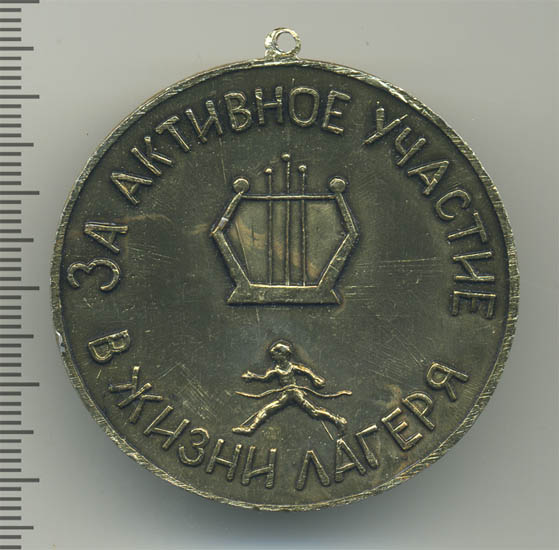 ЗА АКТИВНОЕ УЧАСТИЕ
В ЖИЗНИ ЛАГЕРЯ